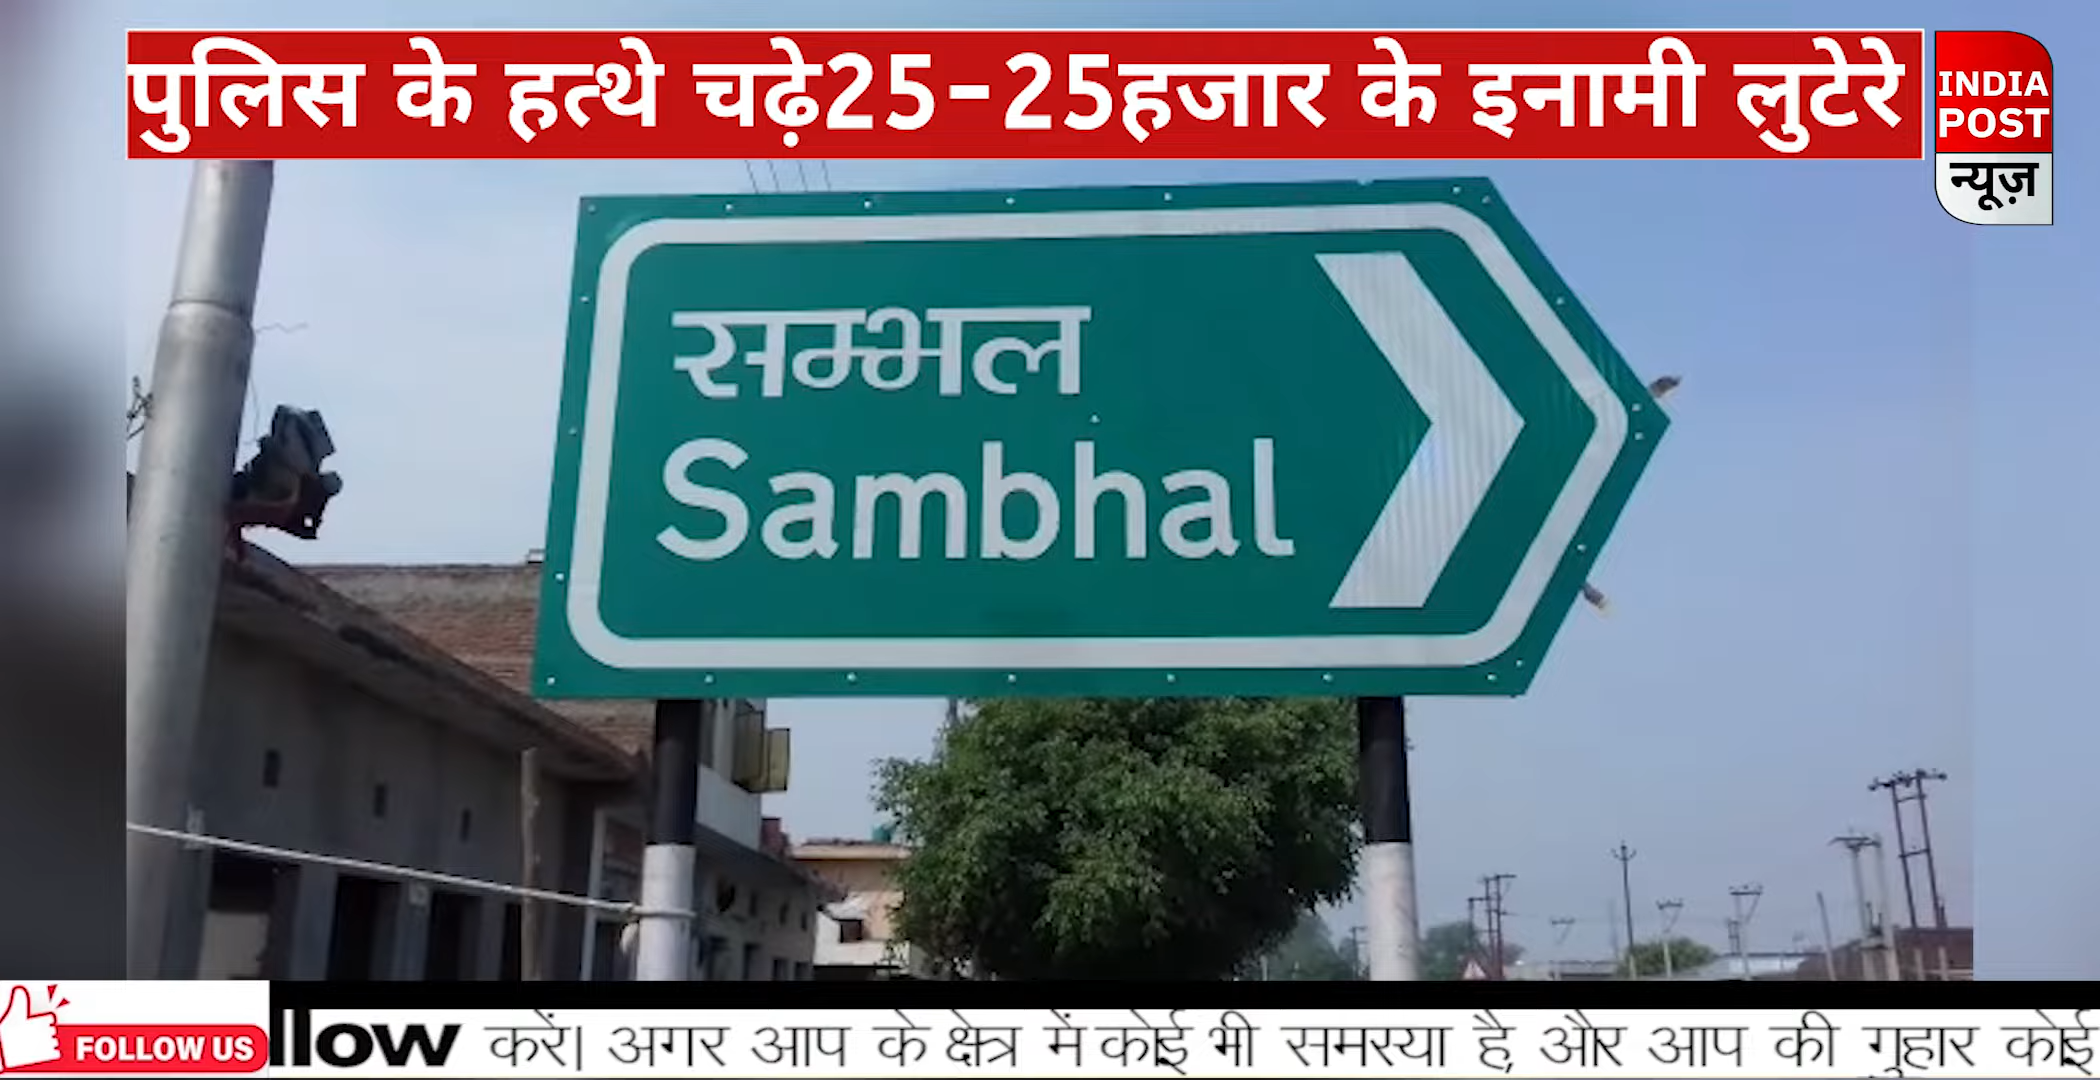 पुलिस के हत्थे चढ़े25-25हजार के इनामी लुटेरे
INDIA
POST
न्यूज़
सम्भल
Sambhal
FOLLOW US
llow करें| अगर आप के क्षेत्र में कोई भी समस्या है, और आप की गुहार कोई